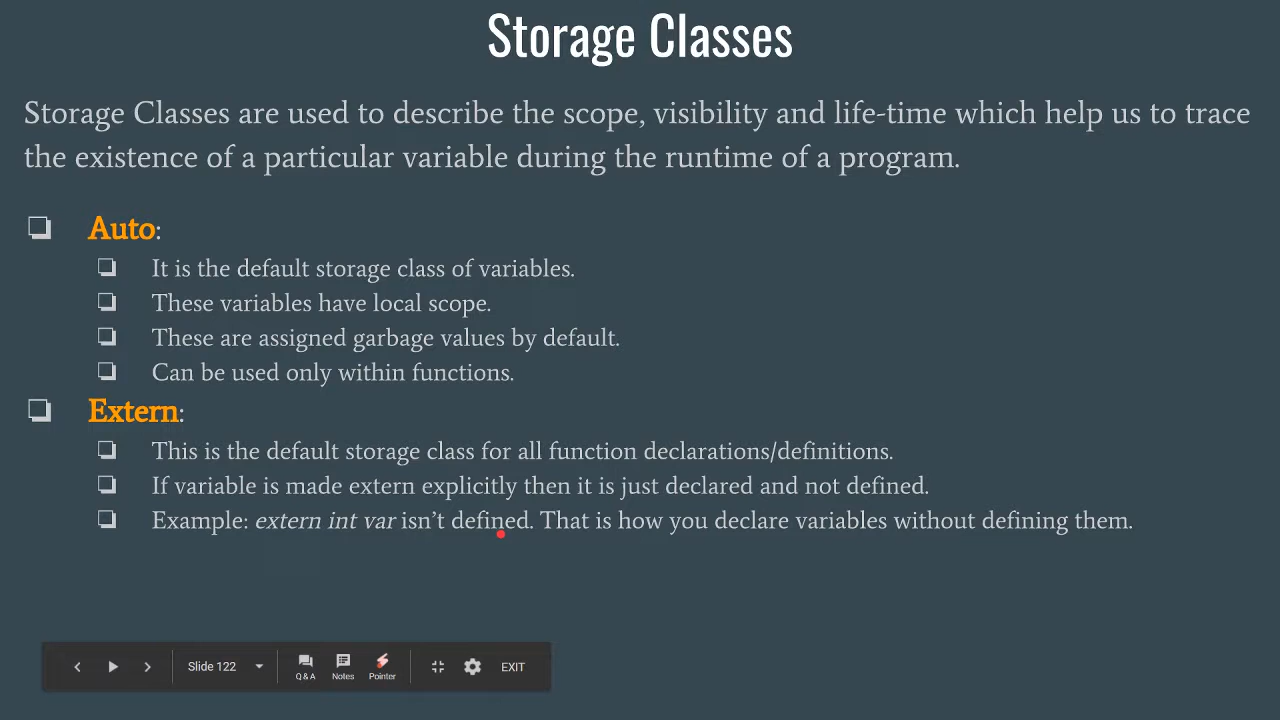 Storage Classes
Storage Classes are used to describe the scope, visibility and life-time which help us to trace
the existence of a particular variable during the runtime of a program.
Auto:
It is the default storage class of variables.
These variables have local scope.
These are assigned garbage values by default.
Can be used only within functions.
Extern:
This is the default storage class for all function declarations/definitions.
If variable is made extern explicitly then it is just declared and not defined.
Example: extern int var isn't defined. That is how you declare variables without defining them.
Slide 122
Q & A
Notes
Pointer
EXIT